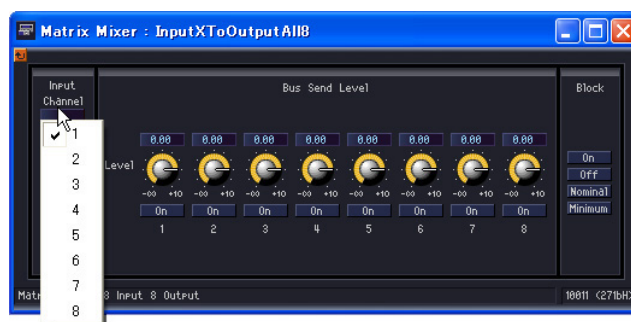 Matrix Mixer : InputXToOutputAll8
Input
Channel
Bus Send Level
Block
1
2
3
4
5
6
7
8
Level
0.00 0.00 0.00 0.00 0.00 0.00 0.00 0.00
-∞ +10 -∞ +10 -∞ +10 -∞ +10 -∞ +10 -∞ +10 -∞ +10 -∞ +10
On On On On On On On On
1 2 3 4 5 6 7 8
On
Off
Nominal
Minimum
8 Input 8 Output
10011 (271bH)